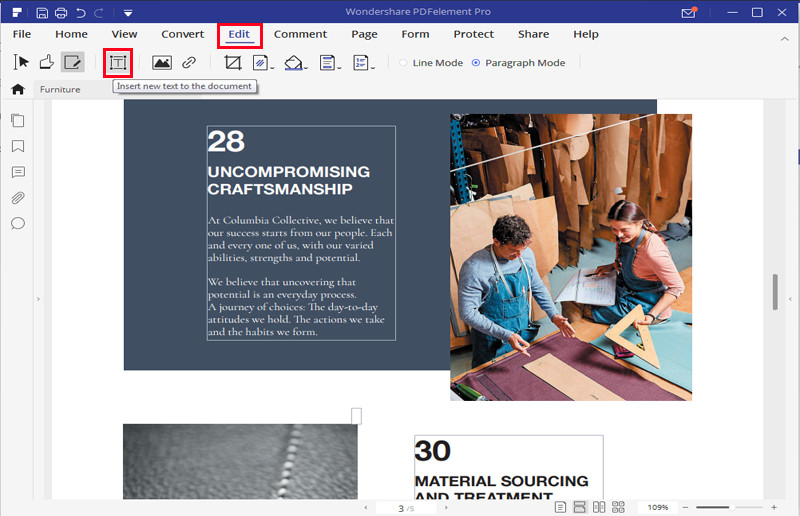 Wondershare PDFelement Pro
File Home View Convert Edit Comment Page Form Protect Share Help
T
Line Mode Paragraph Mode
Insert new text to the document
Furniture
28
UNCOMPROMISING
CRAFTSMANSHIP
At Columbia Collective, we believe that
our success starts from our people. Each
and every one of us, with our varied
abilities, strengths and potential.
We believe that uncovering that
potential is an everyday process.
A journey of choices: The day-to-day
attitudes we hold. The actions we take
and the habits we form.
30
MATERIAL SOURCING
AND TREATMENT
3 /5
109%